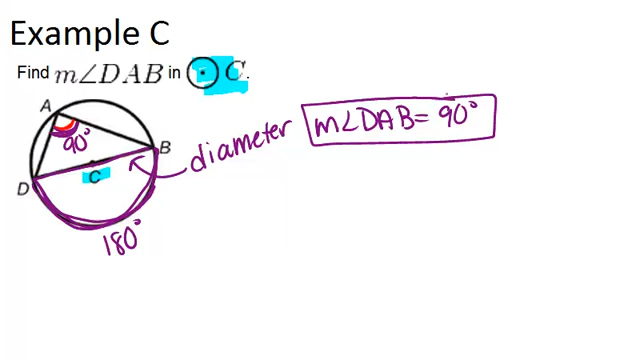 Example C
Find m∠DAB in ⊙ C.
A
90°
B
diameter
m∠DAB = 90°
D
C
180°